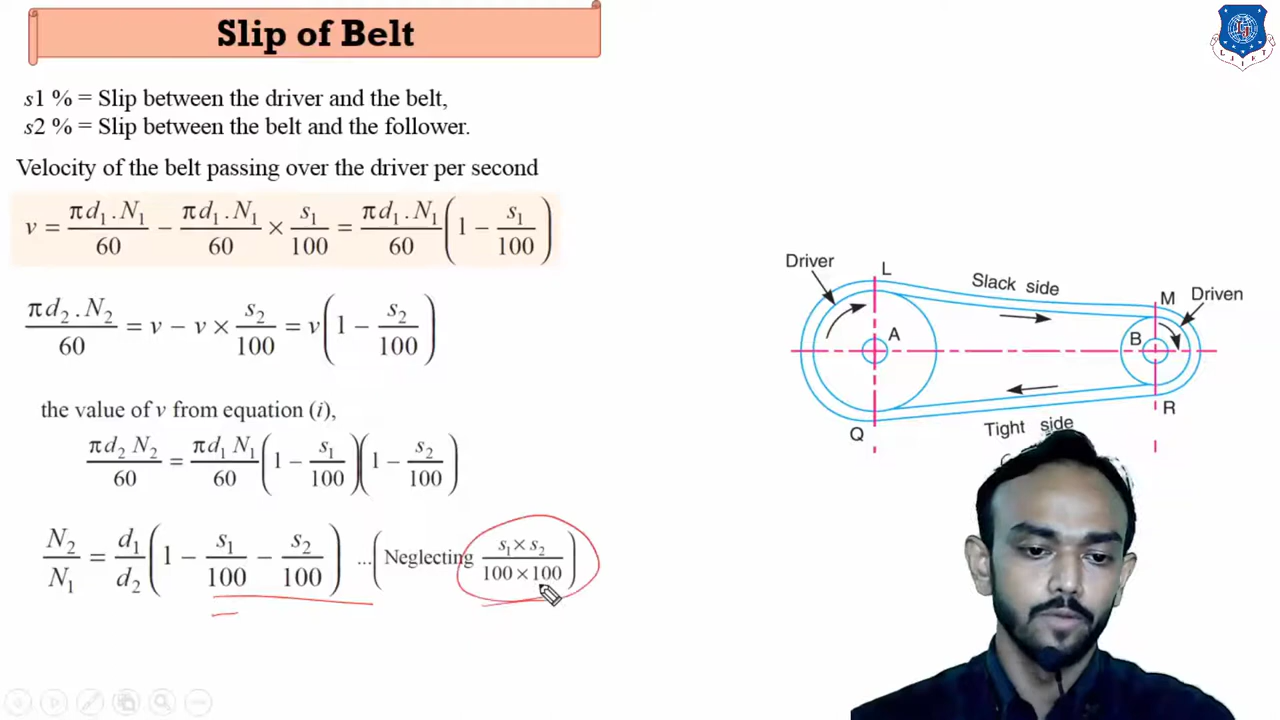 Slip of Belt
s1 % = Slip between the driver and the belt,
s2 % = Slip between the belt and the follower.
Velocity of the belt passing over the driver per second
v = πd₁.N₁/60 − πd₁.N₁/60 × s₁/100 = πd₁.N₁/60 (1 − s₁/100)
πd₂.N₂/60 = v − v × s₂/100 = v(1 − s₂/100)
the value of v from equation (i),
πd₂ N₂/60 = πd₁ N₁/60 (1 − s₁/100)(1 − s₂/100)
N₂/N₁ = d₁/d₂ (1 − s₁/100 − s₂/100) ...(Neglecting s₁ × s₂/100 × 100)
Driver
L
Slack side
M
Driven
A
B
R
Q
Tight side
L J I E T